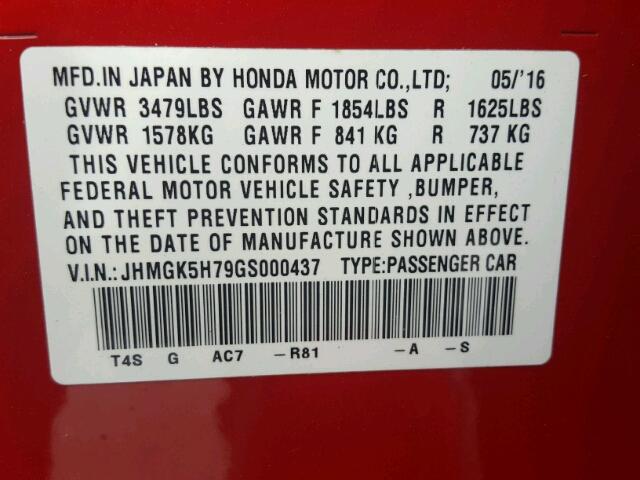 MFD.IN JAPAN BY HONDA MOTOR CO.,LTD; 05/'16
GVWR 3479LBS GAWR F 1854LBS R 1625LBS
GVWR 1578KG GAWR F 841 KG R 737 KG
THIS VEHICLE CONFORMS TO ALL APPLICABLE
FEDERAL MOTOR VEHICLE SAFETY ,BUMPER,
AND THEFT PREVENTION STANDARDS IN EFFECT
ON THE DATE OF MANUFACTURE SHOWN ABOVE.
V.I.N.: JHMGK5H79GS000437 TYPE:PASSENGER CAR
T4S G AC7 -R81 -A -S